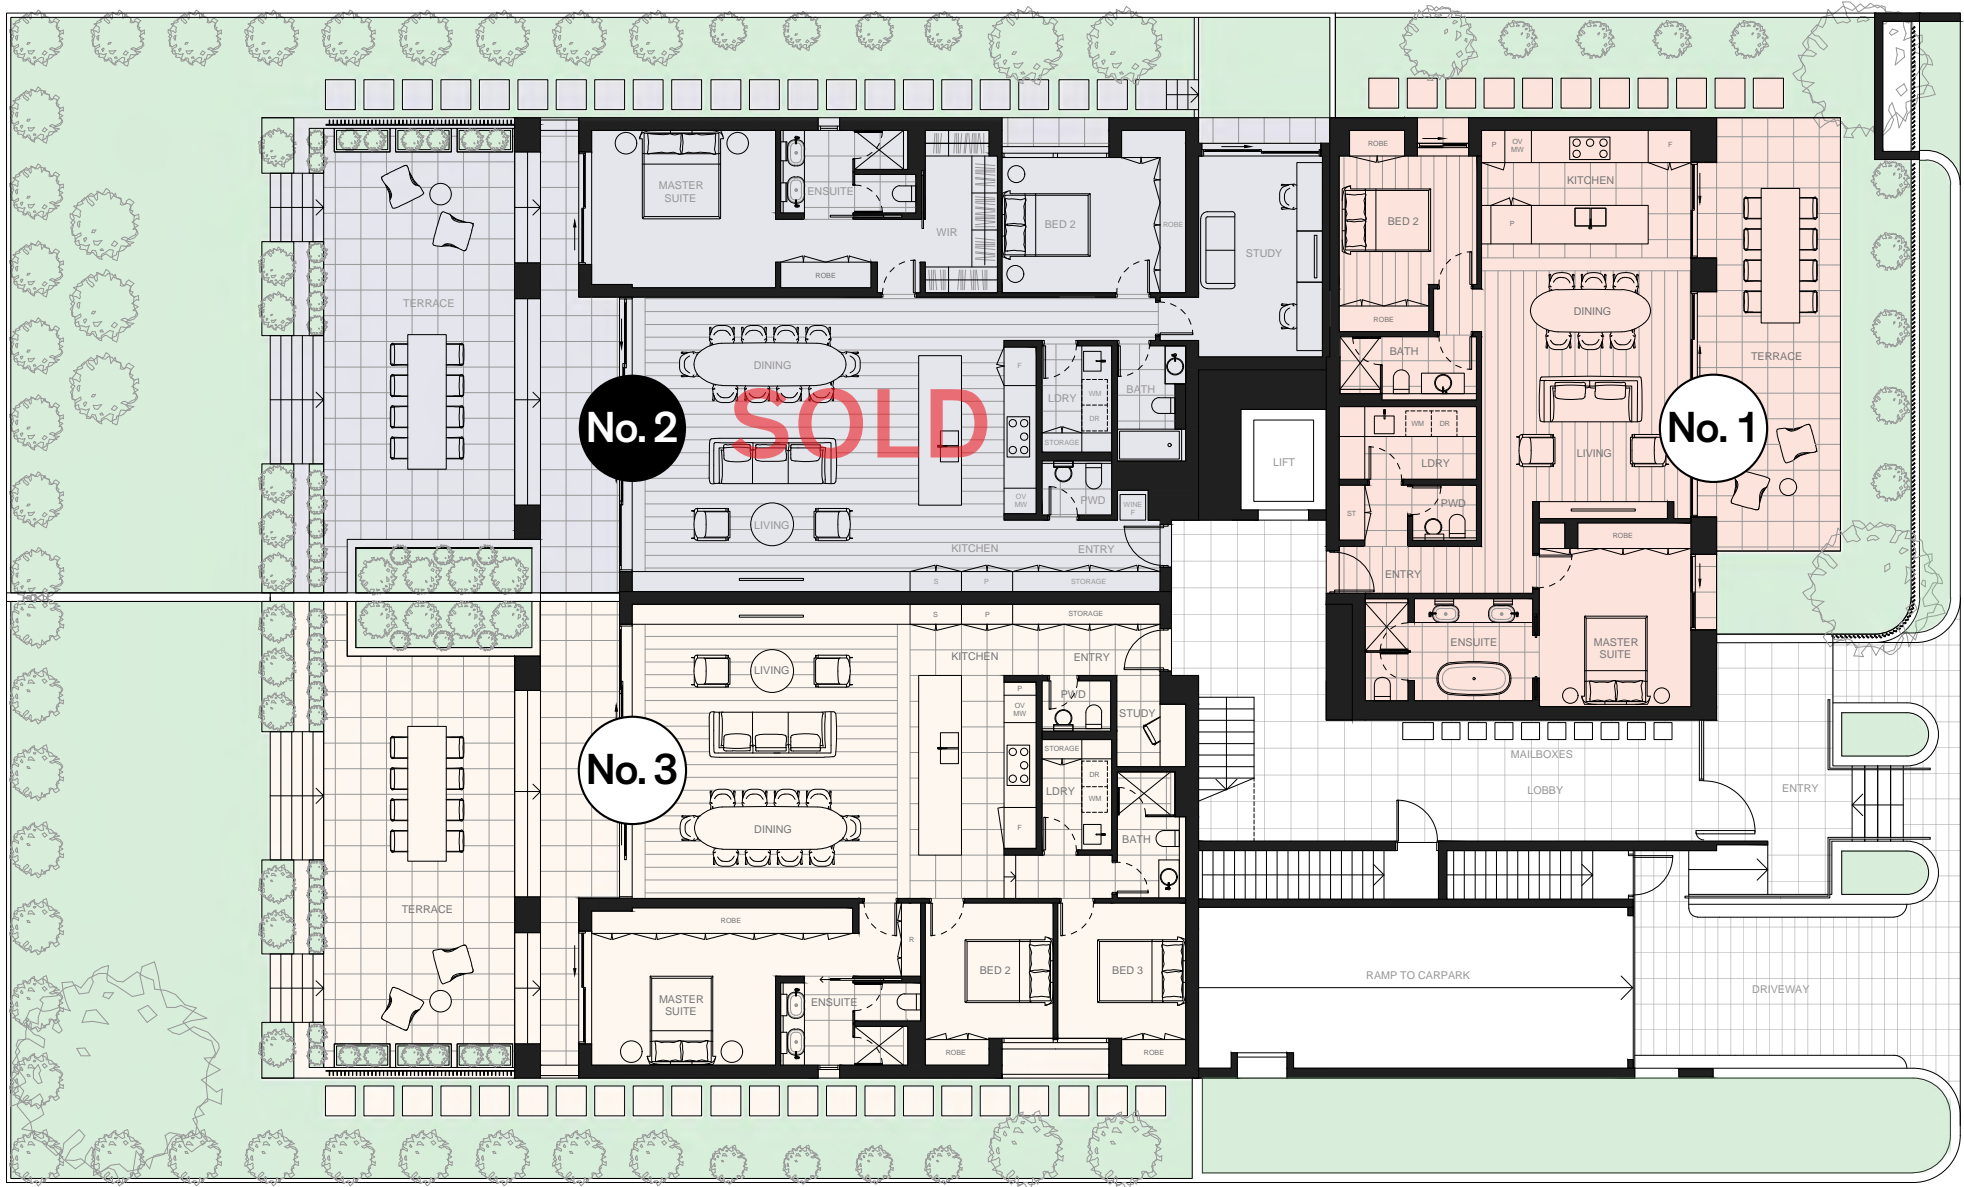 ROBE
P
OV
MW
F
KITCHEN
P
BED 2
ROBE
BATH
WM
DR
LDRY
ST
PWD
ENTRY
ENSUITE
DINING
LIVING
ROBE
MASTER
SUITE
TERRACE
No. 1
MASTER
SUITE
ENSUITE
ROBE
WIR
BED 2
ROBE
STUDY
TERRACE
DINING
F
LDRY
WM
DR
STORAGE
BATH
No. 2
SOLD
OV
MW
PWD
WINE
F
LIVING
KITCHEN
ENTRY
S
P
STORAGE
LIFT
S
P
STORAGE
LIVING
KITCHEN
ENTRY
P
OV
MW
PWD
STUDY
STORAGE
DR
WM
LDRY
F
BATH
No. 3
DINING
TERRACE
ROBE
R
MASTER
SUITE
ENSUITE
BED 2
BED 3
ROBE
ROBE
MAILBOXES
LOBBY
ENTRY
RAMP TO CARPARK
DRIVEWAY